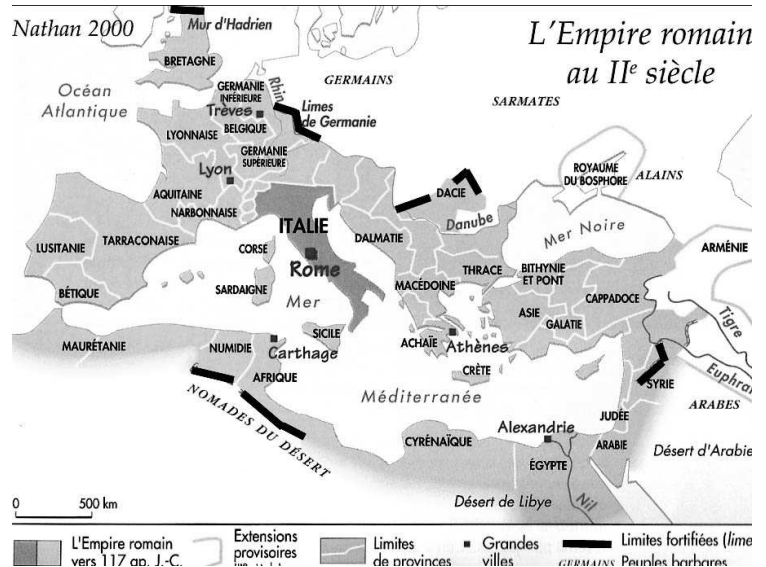 Nathan 2000
Mur d'Hadrien
L'Empire romain
au IIe siècle
BRETAGNE
Océan
Atlantique
GERMANIE
INFÉRIEURE
Rhin
GERMAINS
SARMATES
Trèves
Limes
de Germanie
LYONNAISE
BELGIQUE
GERMANIE
SUPÉRIEURE
Lyon
ROYAUME
DU BOSPHORE
ALAINS
DACIE
AQUITAINE
NARBONNAISE
Danube
Mer Noire
ITALIE
LUSITANIE
TARRACONAISE
CORSE
DALMATIE
ARMÉNIE
Rome
THRACE
BITHYNIE
ET PONT
BÉTIQUE
SARDAIGNE
Mer
MACÉDOINE
CAPPADOCE
ASIE
GALATIE
Tigre
MAURÉTANIE
NUMIDIE
Carthage
SICILE
ACHAÏE
Athènes
AFRIQUE
CRÈTE
SYRIE
Euphra
NOMADES DU DÉSERT
Méditerranée
JUDÉE
ARABES
Alexandrie
CYRÉNAÏQUE
ARABIE
Désert d'Arabie
ÉGYPTE
0 500 km
Désert de Libye
Nil
L'Empire romain
vers 117 ap. J.-C.
Extensions
provisoires
Limites
de provinces
Grandes
villes
Limites fortifiées (lime
GERMAINS Peuples barbares